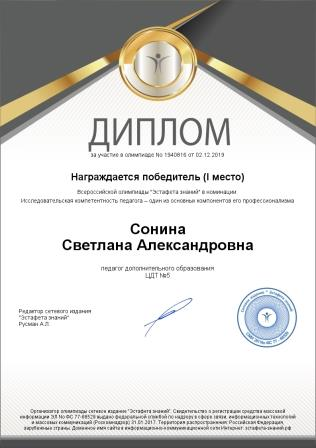 ДИПЛОМ
за участие в олимпиаде No 1940816 от 02.12.2019
Награждается победитель (I место)
Всероссийской олимпиады "Эстафета знаний" в номинации
Исследовательская компетентность педагога – один из основных компонентов его профессионализма
Сонина
Светлана Александровна
педагог дополнительного образования
ЦДТ №5
Редактор сетевого издания
"Эстафета знаний"
Русман А.Л.
Организатор олимпиады сетевое издание "Эстафета знаний". Свидетельство о регистрации средства массовой
информации ЭЛ No ФС 77-68529 выдано федеральной службой по надзору в сфере связи, информационных технологий
и массовых коммуникаций (Роскомнадзор) 31.01.2017. Территория распространения: Российская Федерация,
зарубежные страны. Доменное имя сайта в информационно-коммуникационной сети Интернет: эстафета-знаний.рф